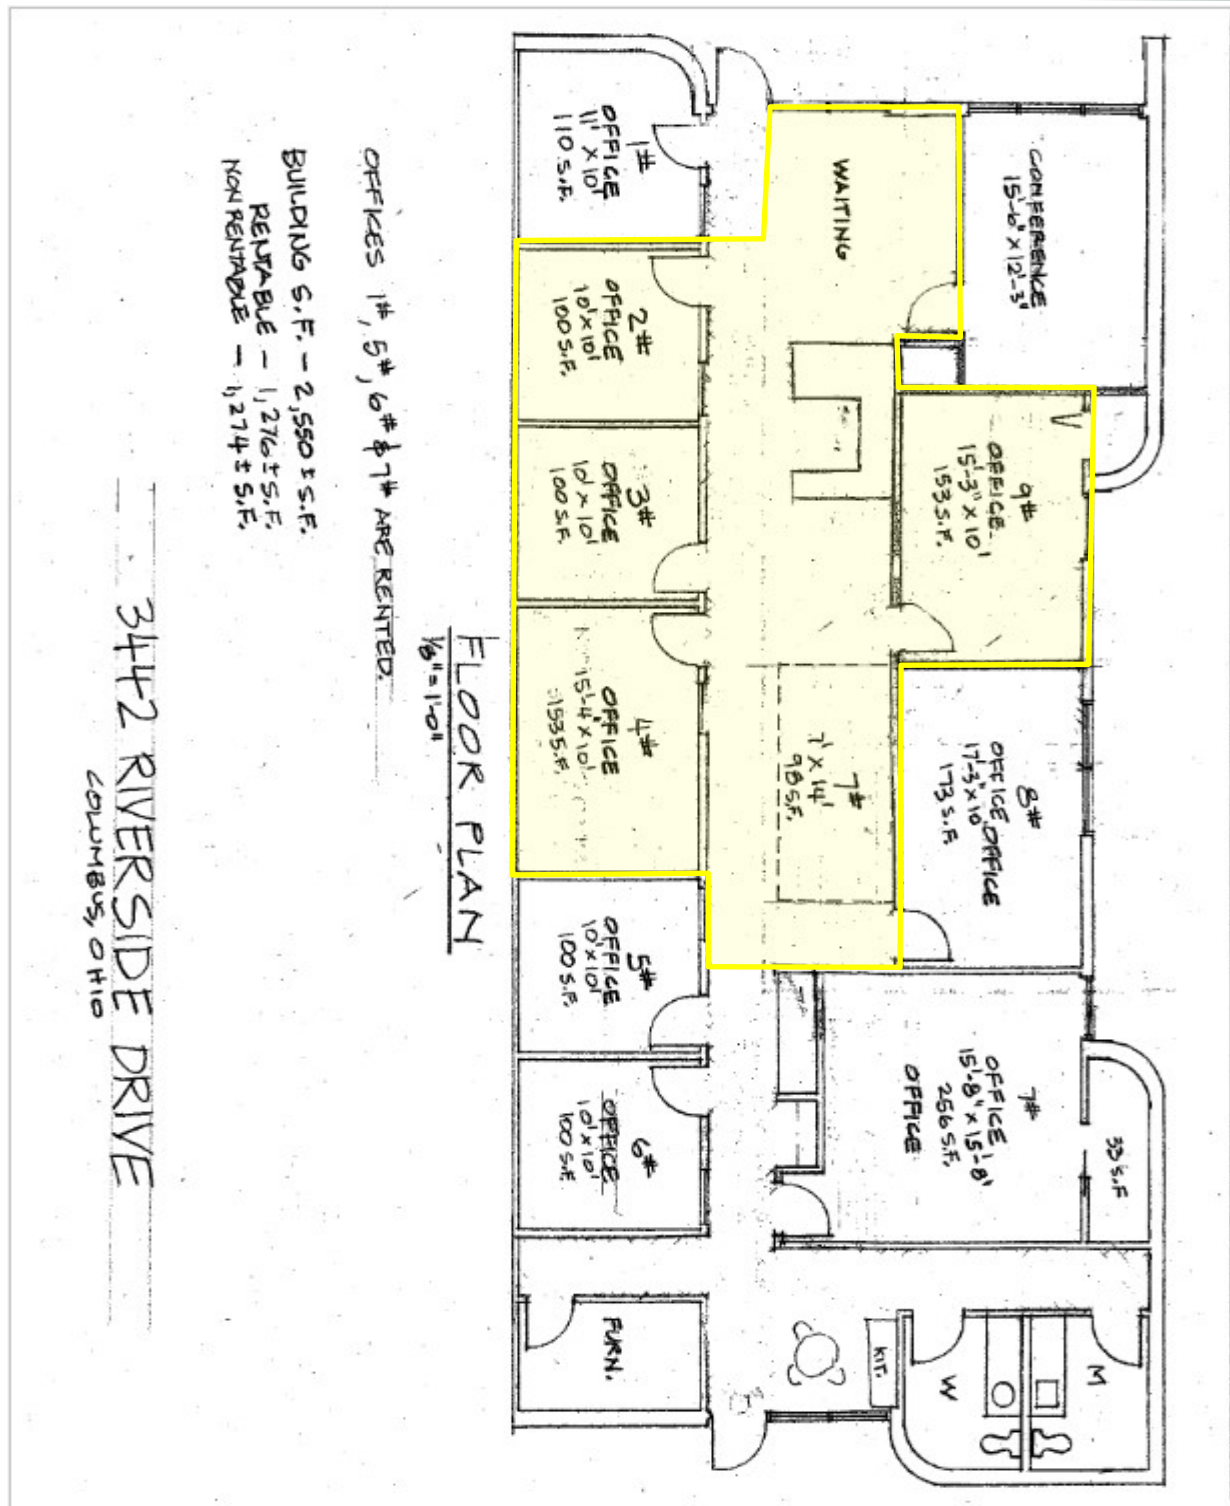 1#
OFFICE
11' X 10'
110 S.F.
2#
OFFICE
10' X 10'
100 S.F.
3#
OFFICE
10' X 10'
100 S.F.
4#
OFFICE
15'-4" X 10'
153 S.F.
5#
OFFICE
10' X 10'
100 S.F.
6#
OFFICE
10' X 10'
100 S.F.
FURN.
WAITING
7#
7' X 14'
98 S.F.
KIT.
CONFERENCE
15'-6" X 12'-3"
9#
OFFICE
15'-3" X 10'
153 S.F.
8#
OFFICE OFFICE
17'-3" X 10'
173 S.F.
7#
OFFICE
15'-8" X 15'-8"
256 S.F.
OFFICE
33 S.F
W
M
FLOOR PLAN
1/8" = 1'-0"
OFFICES 1#, 5#, 6# & 7# ARE RENTED.
BUILDING S.F. - 2,550 ± S.F.
RENTABLE - 1,276 ± S.F.
NON RENTABLE - 1,274 ± S.F.
3442 RIVERSIDE DRIVE
COLUMBUS, OHIO